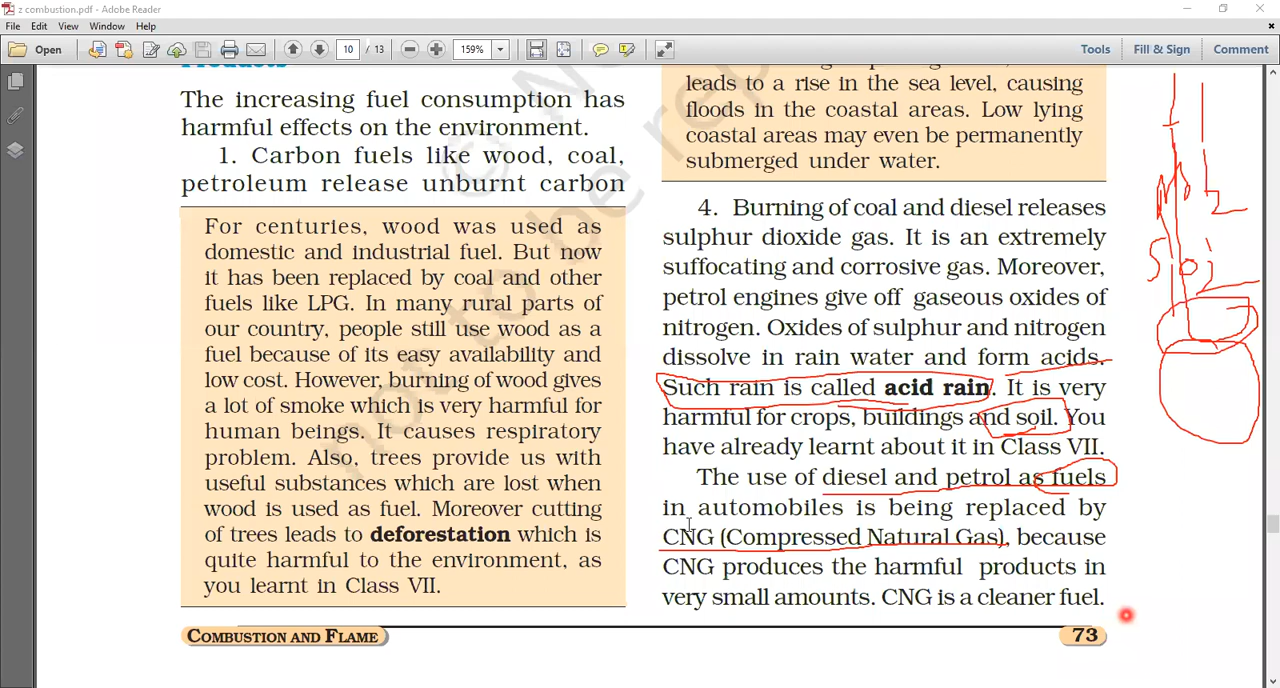 z combustion.pdf - Adobe Reader
File Edit View Window Help
Open 10 / 13 159% Tools Fill & Sign Comment
Products
The increasing fuel consumption has
harmful effects on the environment.
1. Carbon fuels like wood, coal,
petroleum release unburnt carbon
For centuries, wood was used as
domestic and industrial fuel. But now
it has been replaced by coal and other
fuels like LPG. In many rural parts of
our country, people still use wood as a
fuel because of its easy availability and
low cost. However, burning of wood gives
a lot of smoke which is very harmful for
human beings. It causes respiratory
problem. Also, trees provide us with
useful substances which are lost when
wood is used as fuel. Moreover cutting
of trees leads to deforestation which is
quite harmful to the environment, as
you learnt in Class VII.
leads to a rise in the sea level, causing
floods in the coastal areas. Low lying
coastal areas may even be permanently
submerged under water.
4. Burning of coal and diesel releases
sulphur dioxide gas. It is an extremely
suffocating and corrosive gas. Moreover,
petrol engines give off gaseous oxides of
nitrogen. Oxides of sulphur and nitrogen
dissolve in rain water and form acids.
Such rain is called acid rain. It is very
harmful for crops, buildings and soil. You
have already learnt about it in Class VII.
The use of diesel and petrol as fuels
in automobiles is being replaced by
CNG (Compressed Natural Gas), because
CNG produces the harmful products in
very small amounts. CNG is a cleaner fuel.
COMBUSTION AND FLAME
73
not to be rep
© N